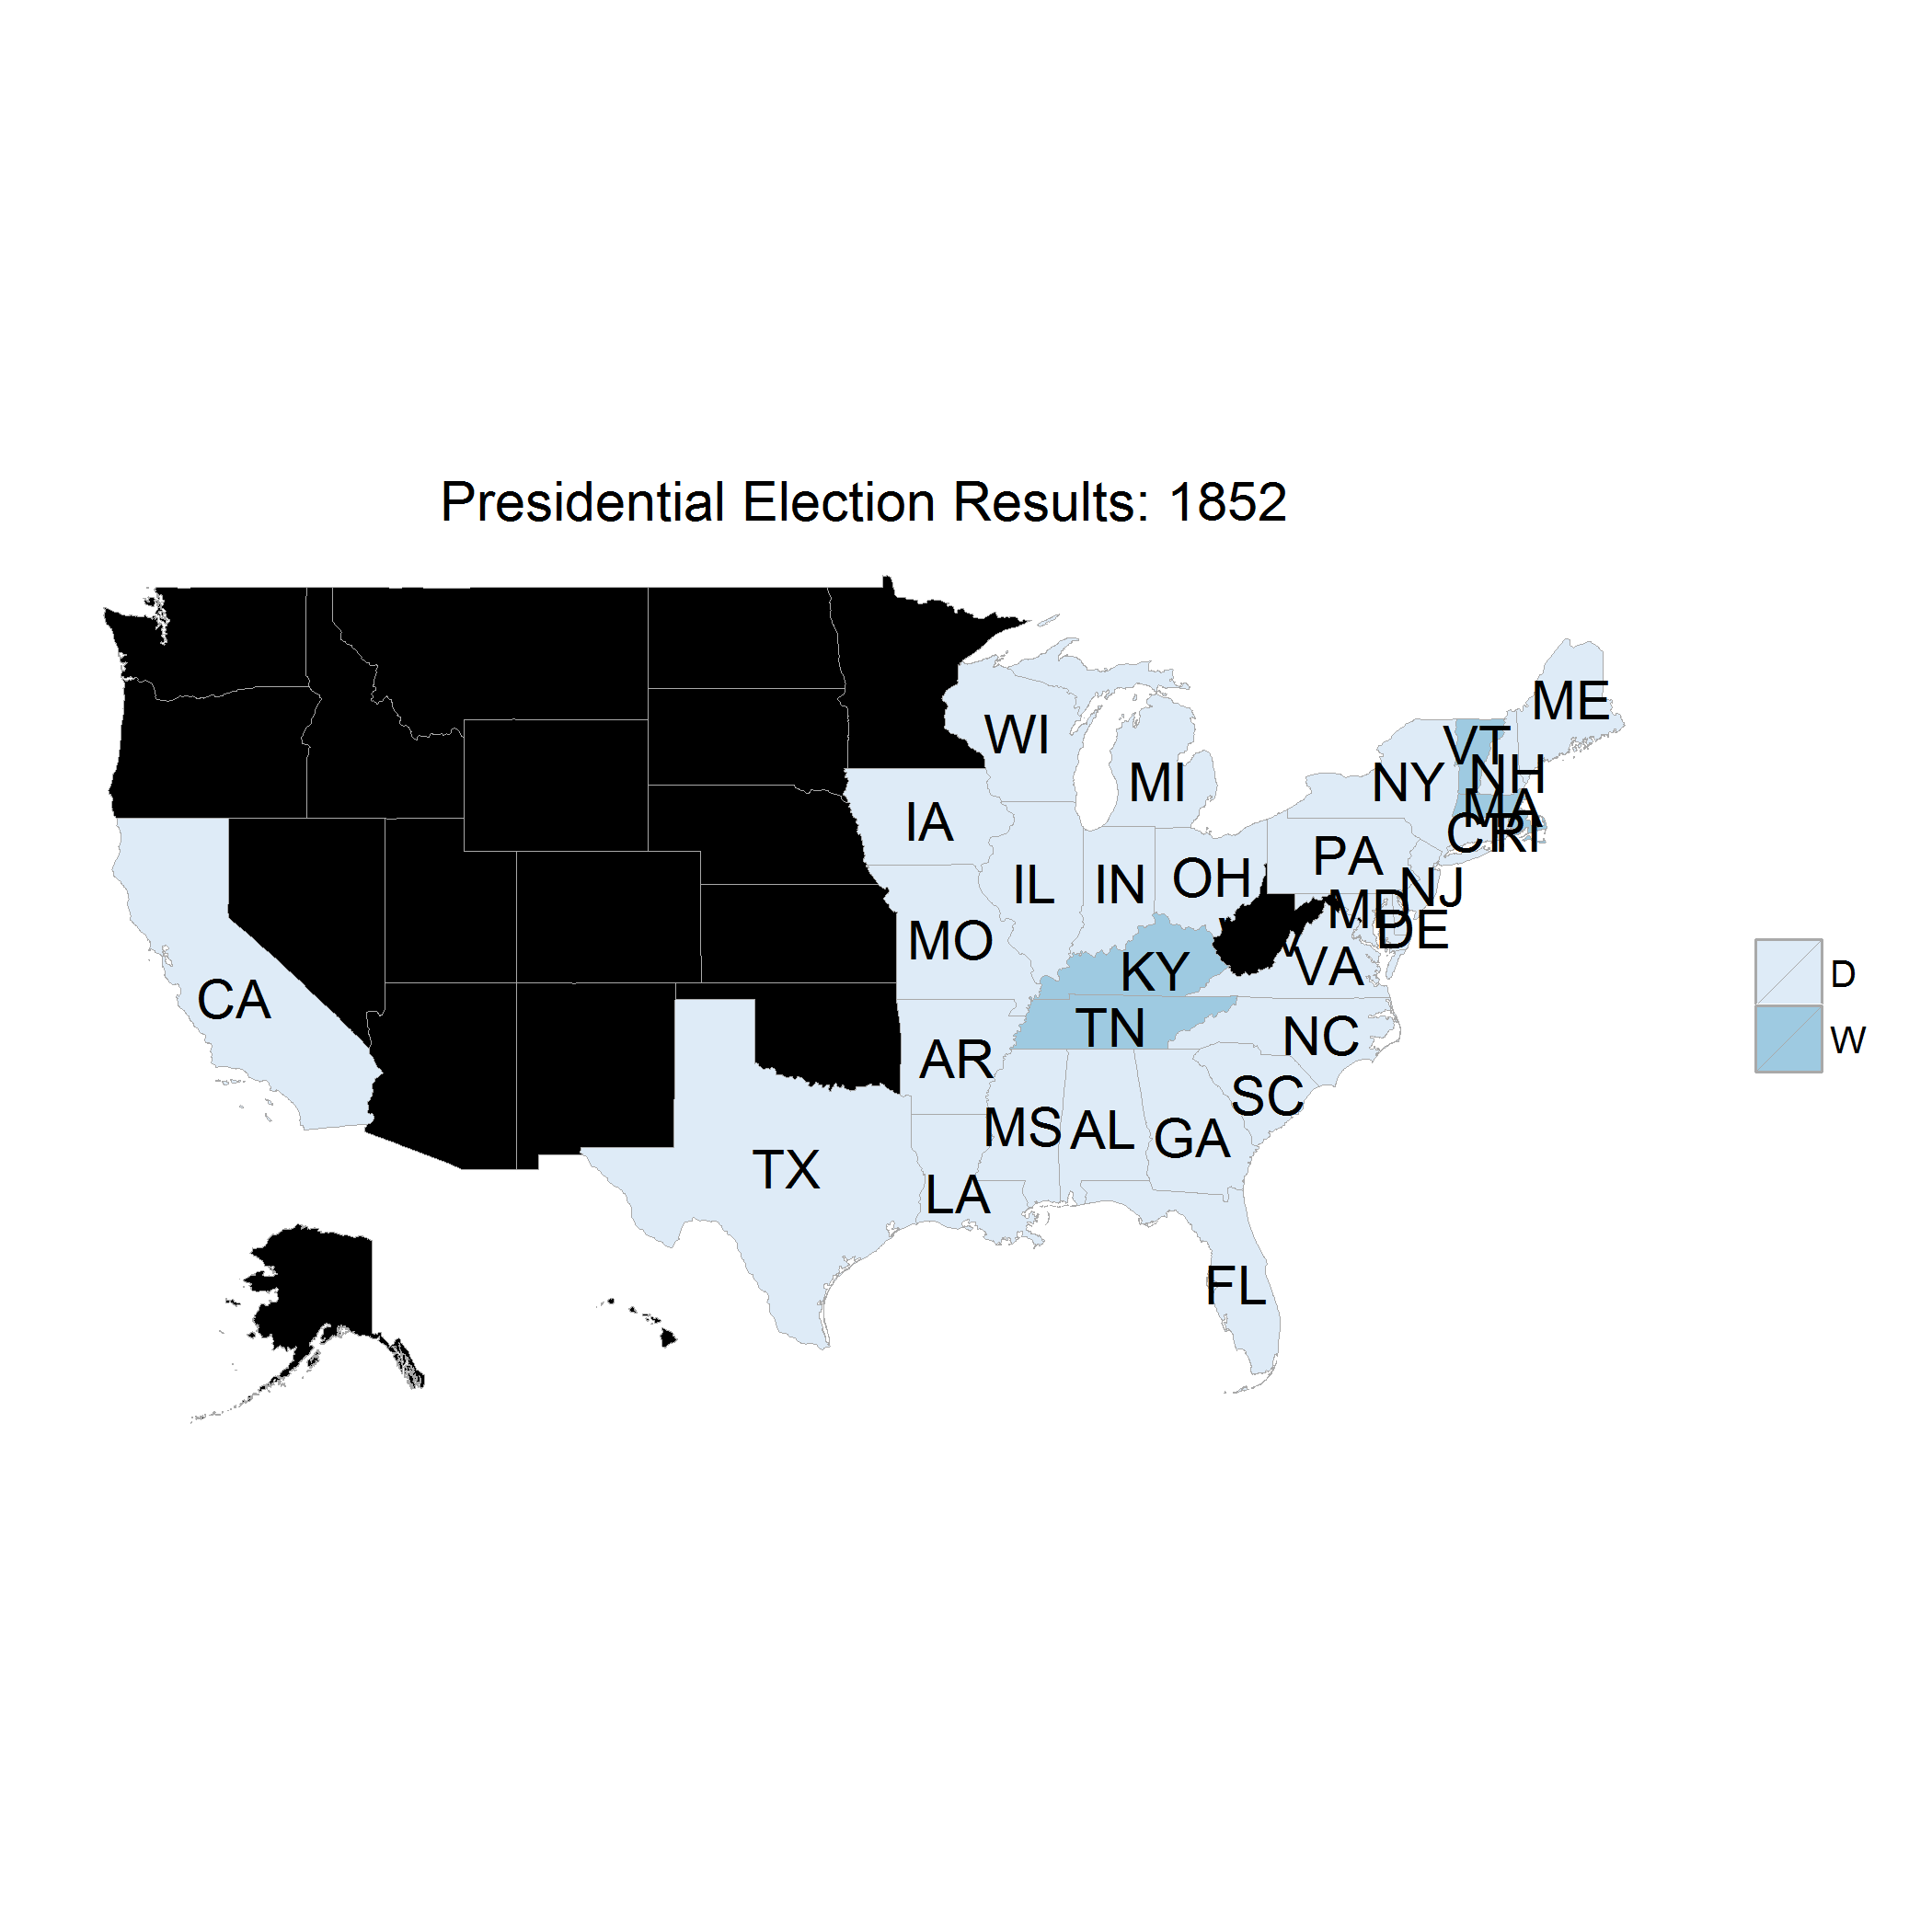 Presidential Election Results: 1852
ME
WI
VT
NH
MI
NY
MA
IA
CT
RI
PA
OH
IL
IN
NJ
MD
DE
MO
KY
VA
CA
D
TN
NC
W
AR
SC
MS
AL
GA
TX
LA
FL